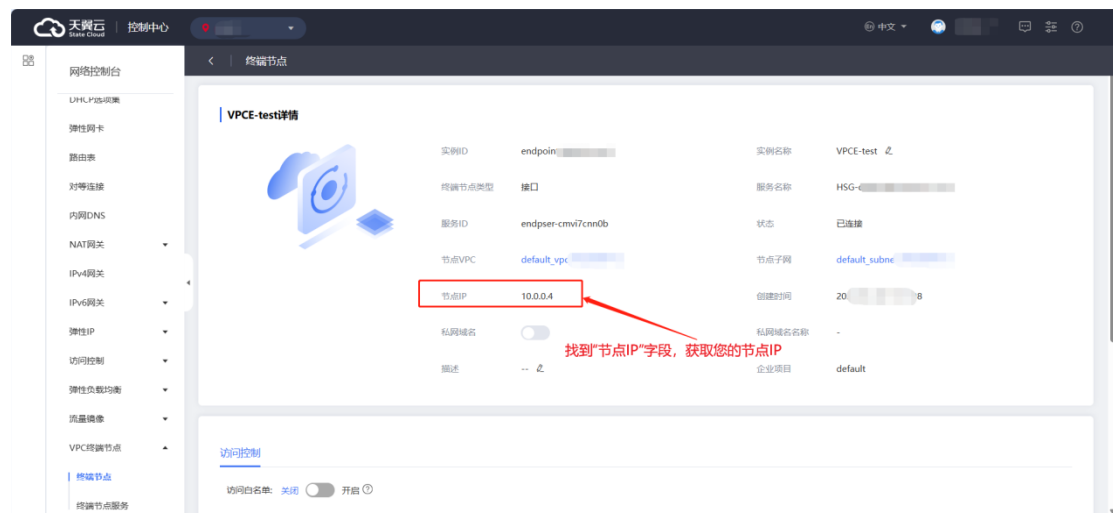 天翼云 控制中心 中文
State Cloud
网络控制台
终端节点
DHCP选项集
弹性网卡
路由表
对等连接
内网DNS
NAT网关
IPv4网关
IPv6网关
弹性IP
访问控制
弹性负载均衡
流量镜像
VPC终端节点
终端节点
终端节点服务
VPCE-test详情
实例ID endpoin
实例名称 VPCE-test
终端节点类型 接口
服务名称 HSG-
服务ID endpser-cmvi7cnn0b
状态 已连接
节点VPC default_vpc
节点子网 default_subne
节点IP 10.0.0.4
创建时间 20 8
私网域名
私网域名名称 -
找到“节点IP”字段，获取您的节点IP
描述 --
企业项目 default
访问控制
访问白名单: 关闭 开启